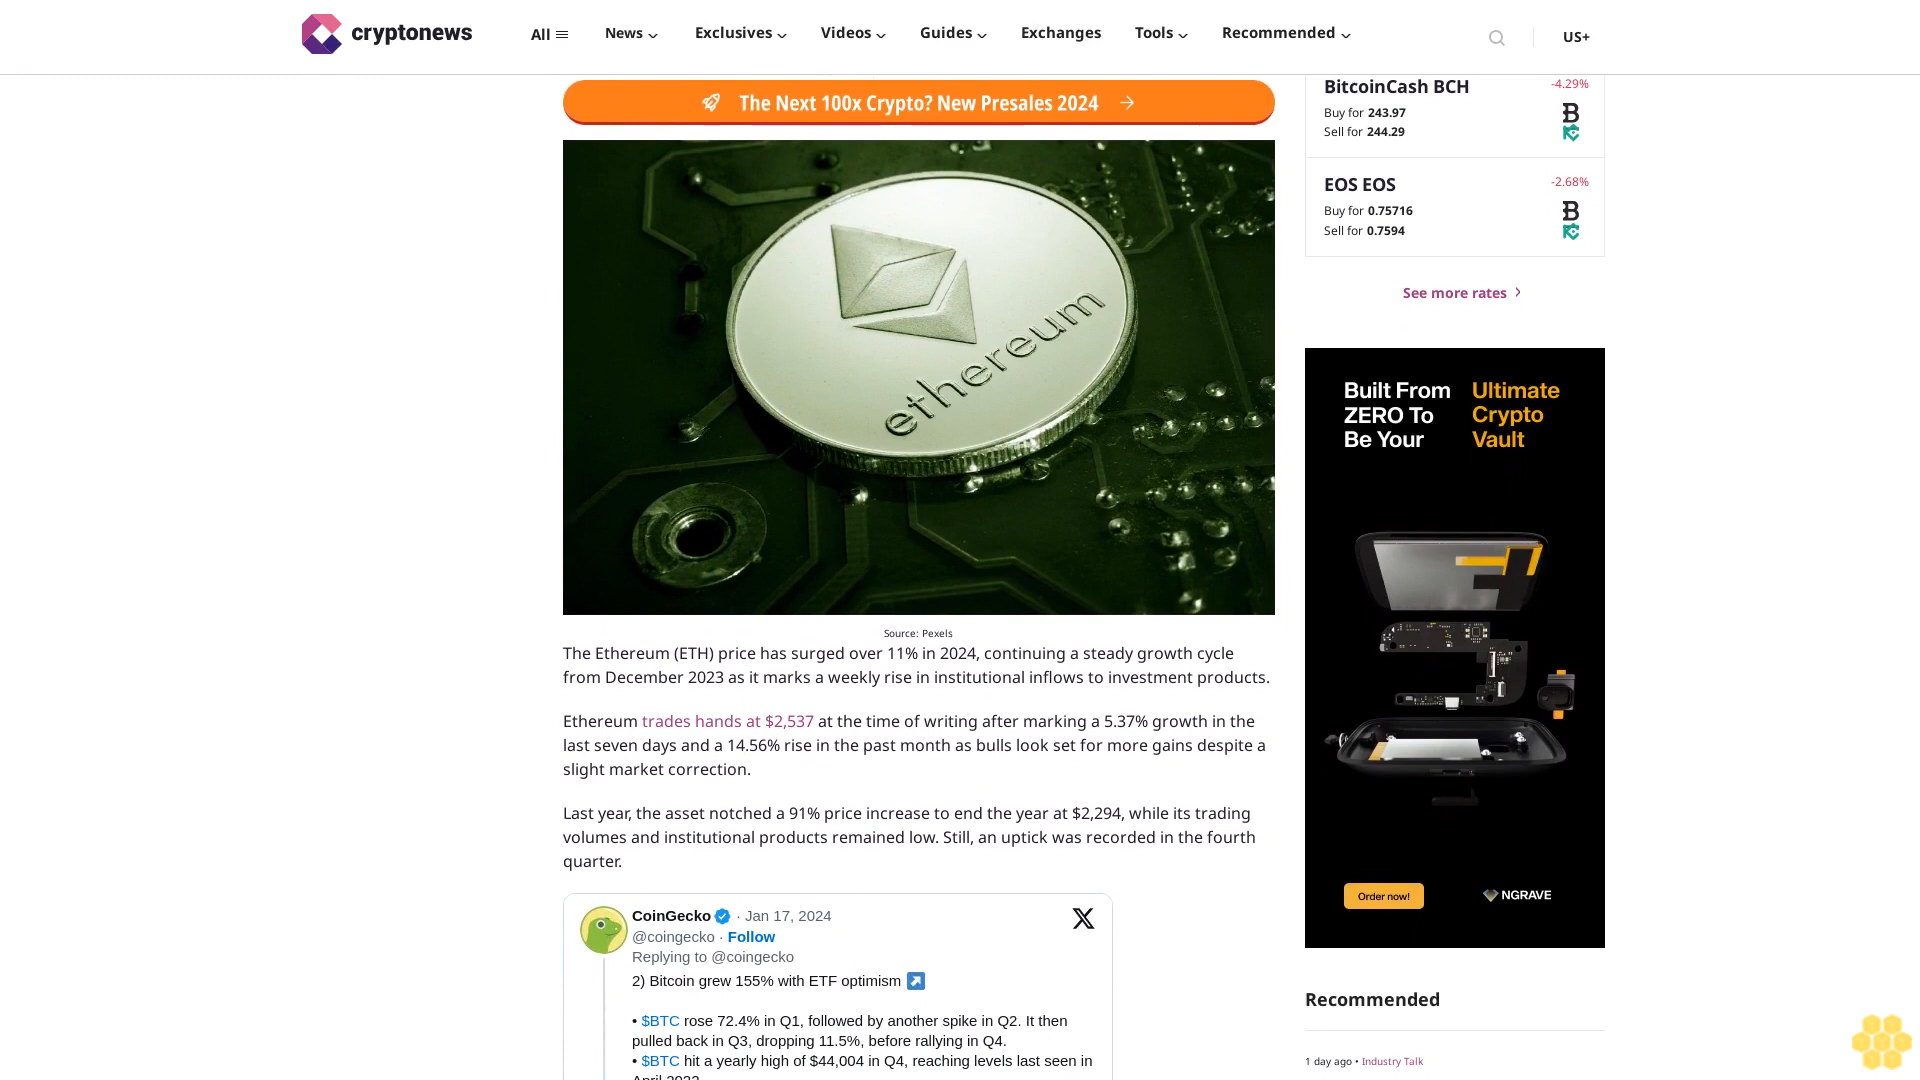 cryptonews
All
News
Exclusives
Videos
Guides
Exchanges
Tools
Recommended
US+
The Next 100x Crypto? New Presales 2024
ethereum
Source: Pexels
The Ethereum (ETH) price has surged over 11% in 2024, continuing a steady growth cycle
from December 2023 as it marks a weekly rise in institutional inflows to investment products.
Ethereum trades hands at $2,537 at the time of writing after marking a 5.37% growth in the
last seven days and a 14.56% rise in the past month as bulls look set for more gains despite a
slight market correction.
Last year, the asset notched a 91% price increase to end the year at $2,294, while its trading
volumes and institutional products remained low. Still, an uptick was recorded in the fourth
quarter.
CoinGecko · Jan 17, 2024
@coingecko · Follow
Replying to @coingecko
2) Bitcoin grew 155% with ETF optimism
• $BTC rose 72.4% in Q1, followed by another spike in Q2. It then
pulled back in Q3, dropping 11.5%, before rallying in Q4.
• $BTC hit a yearly high of $44,004 in Q4, reaching levels last seen in
April 2022
BitcoinCash BCH
-4.29%
Buy for 243.97
Sell for 244.29
EOS EOS
-2.68%
Buy for 0.75716
Sell for 0.7594
See more rates
Built From
ZERO To
Be Your
Ultimate
Crypto
Vault
Order now!
NGRAVE
Recommended
1 day ago • Industry Talk